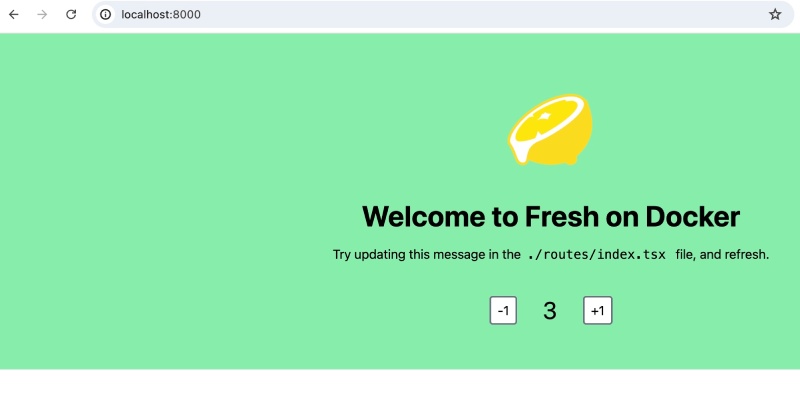 localhost:8000
Welcome to Fresh on Docker
Try updating this message in the ./routes/index.tsx file, and refresh.
-1 3 +1